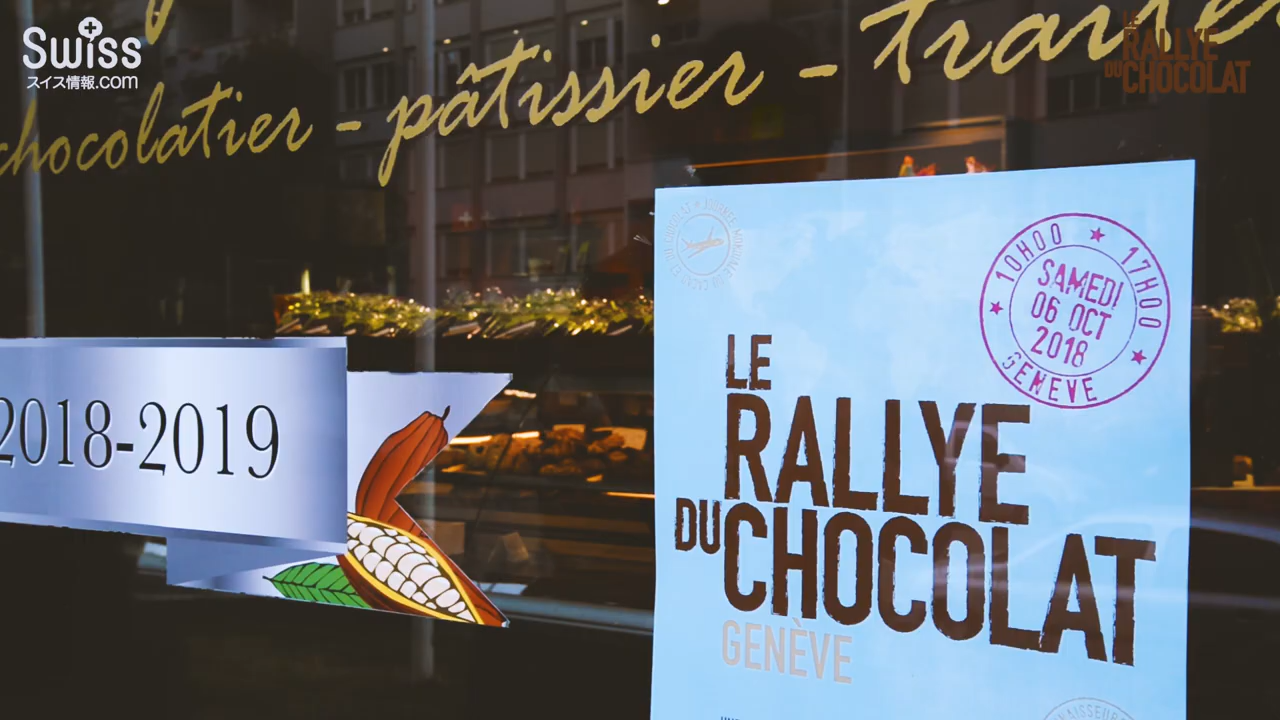 Swiss
スイス情報.com
chocolatier - pâtissier - trait
LE
RALLYE
DU CHOCOLAT
2018-2019
10H00 ★ 17H00 ★
SAMEDI
06 OCT
2018
GENEVE ★
LE
RALLYE
DU CHOCOLAT
GENÈVE